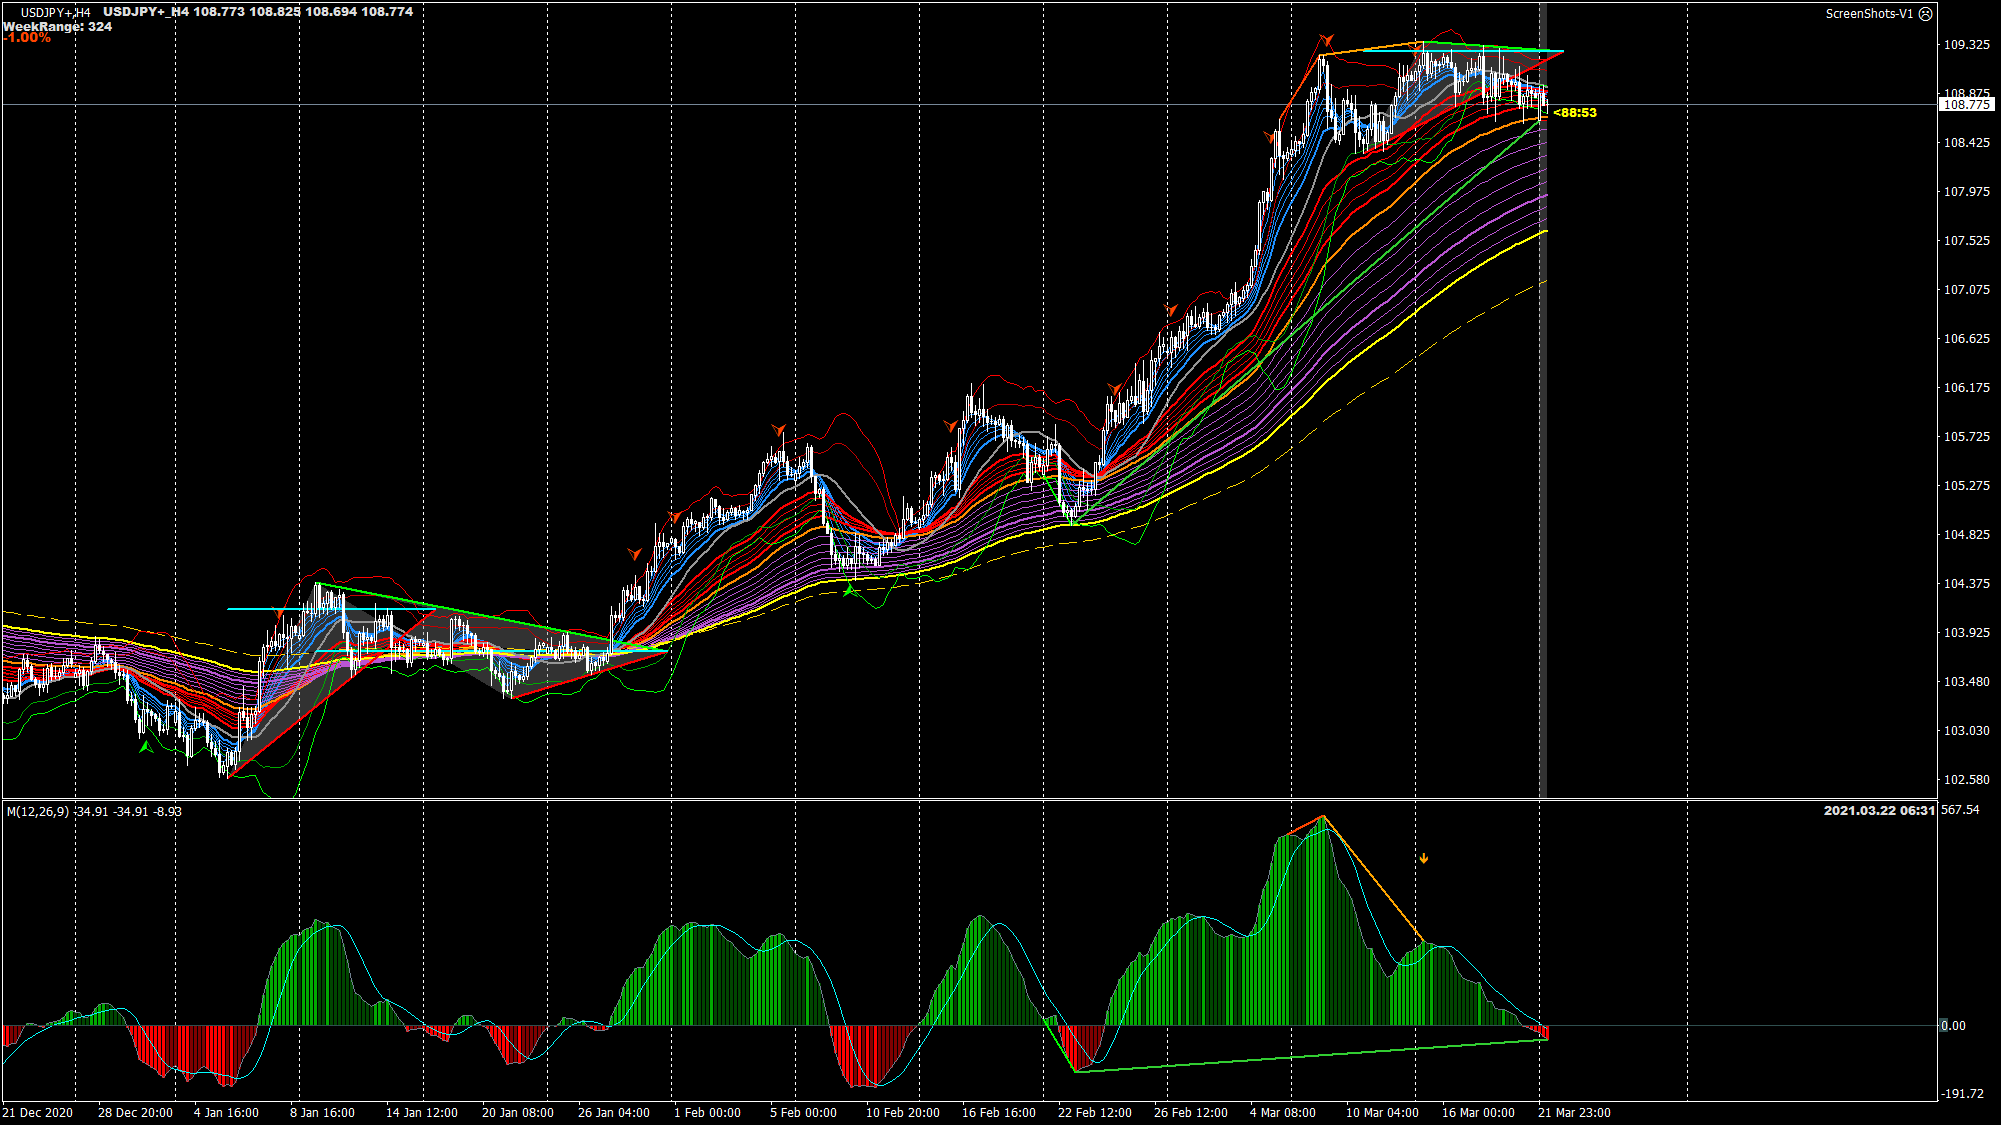 USDJPY+,H4 USDJPY+_H4 108.773 108.825 108.694 108.774
WeekRange: 324
-1.00%
ScreenShots-V1
109.325
108.875
108.775
<88:53
108.425
107.975
107.525
107.075
106.625
106.175
105.725
105.275
104.825
104.375
103.925
103.480
103.030
102.580
M(12,26,9) -34.91 -34.91 -8.93
2021.03.22 06:31
567.54
0.00
-191.72
21 Dec 2020
28 Dec 20:00
4 Jan 16:00
8 Jan 16:00
14 Jan 12:00
20 Jan 08:00
26 Jan 04:00
1 Feb 00:00
5 Feb 00:00
10 Feb 20:00
16 Feb 16:00
22 Feb 12:00
26 Feb 12:00
4 Mar 08:00
10 Mar 04:00
16 Mar 00:00
21 Mar 23:00